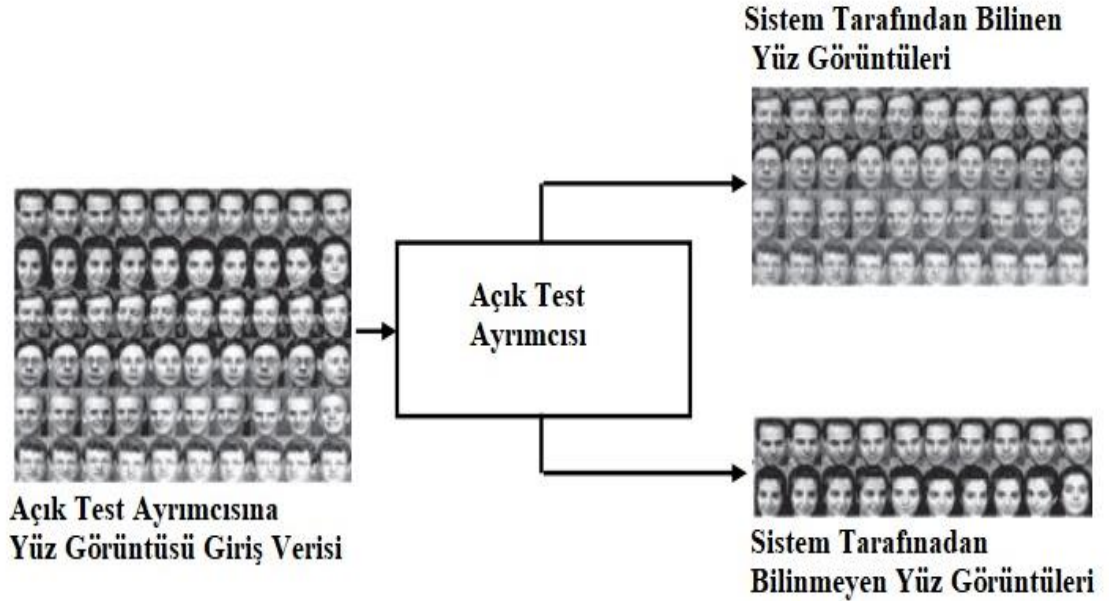 Sistem Tarafından Bilinen
Yüz Görüntüleri
Açık Test
Ayrımcısı
Açık Test Ayrımcısına
Yüz Görüntüsü Giriş Verisi
Sistem Tarafınadan
Bilinmeyen Yüz Görüntüleri